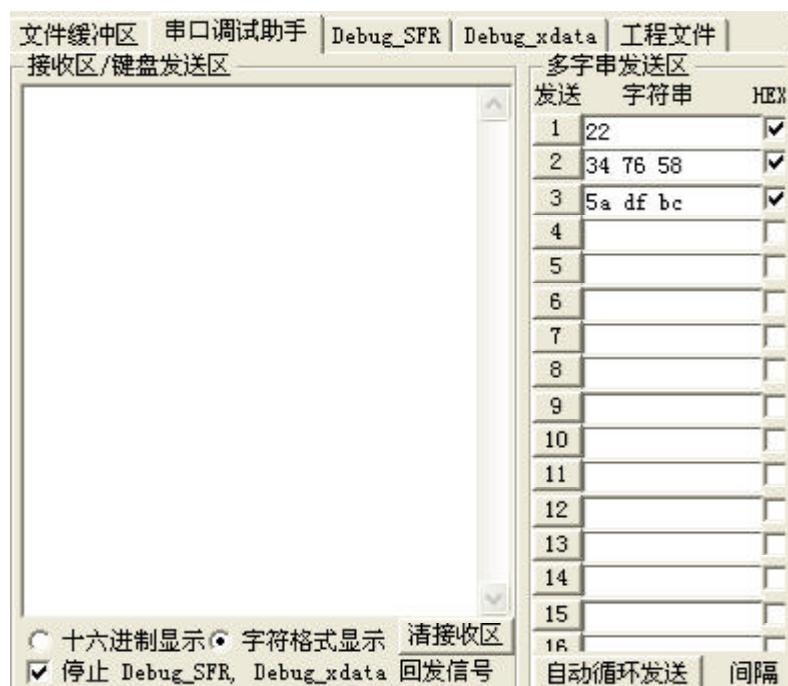 文件缓冲区 串口调试助手 Debug_SFR Debug_xdata 工程文件
接收区/键盘发送区
多字串发送区
发送 字符串 HEX
1 22
2 34 76 58
3 5a df bc
4
5
6
7
8
9
10
11
12
13
14
15
16
十六进制显示 字符格式显示 清接收区
停止 Debug_SFR, Debug_xdata 回发信号
自动循环发送 间隔